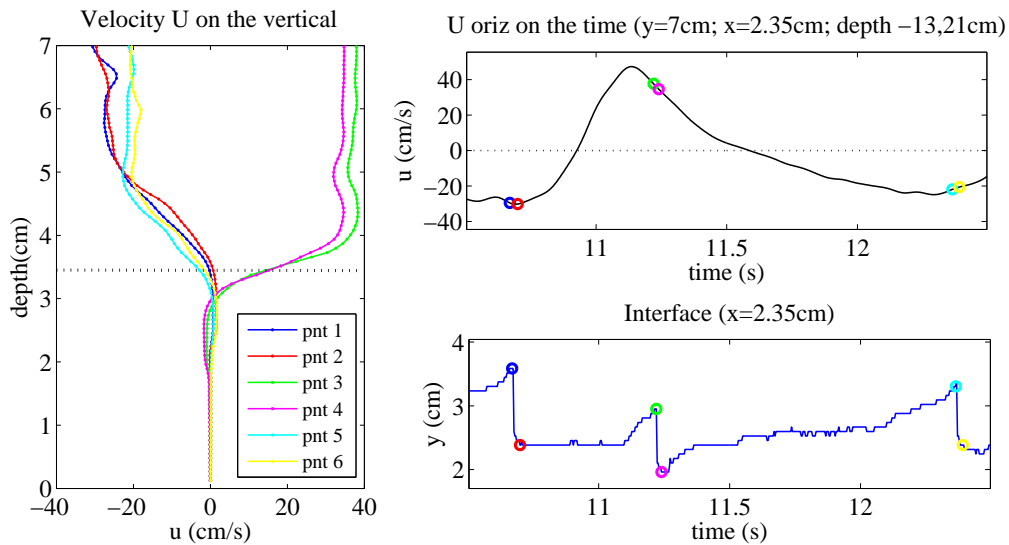 Velocity U on the vertical
7
6
5
4
3
2
1
0
depth(cm)
−40
−20
0
20
40
u (cm/s)
pnt 1
pnt 2
pnt 3
pnt 4
pnt 5
pnt 6
U oriz on the time (y=7cm; x=2.35cm; depth −13,21cm)
40
20
0
−20
−40
u (cm/s)
11
11.5
12
time (s)
Interface (x=2.35cm)
4
3
2
y (cm)
11
11.5
12
time (s)